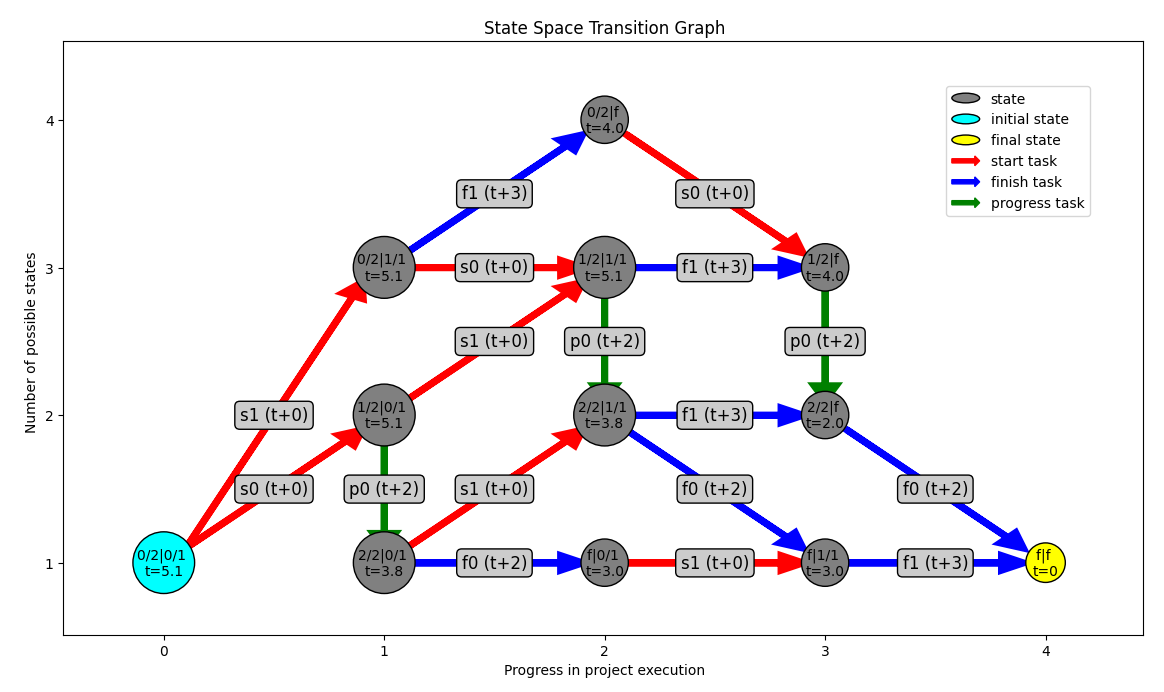 State Space Transition Graph
Number of possible states
4
3
2
1
0
1
2
3
4
Progress in project execution
state
initial state
final state
start task
finish task
progress task
0/2|f
t=4.0
f1 (t+3)
s0 (t+0)
0/2|1/1
t=5.1
s0 (t+0)
1/2|1/1
t=5.1
f1 (t+3)
1/2|f
t=4.0
s1 (t+0)
p0 (t+2)
p0 (t+2)
s1 (t+0)
1/2|0/1
t=5.1
2/2|1/1
t=3.8
f1 (t+3)
2/2|f
t=2.0
s0 (t+0)
p0 (t+2)
s1 (t+0)
f0 (t+2)
f0 (t+2)
0/2|0/1
t=5.1
2/2|0/1
t=3.8
f0 (t+2)
f|0/1
t=3.0
s1 (t+0)
f|1/1
t=3.0
f1 (t+3)
f|f
t=0